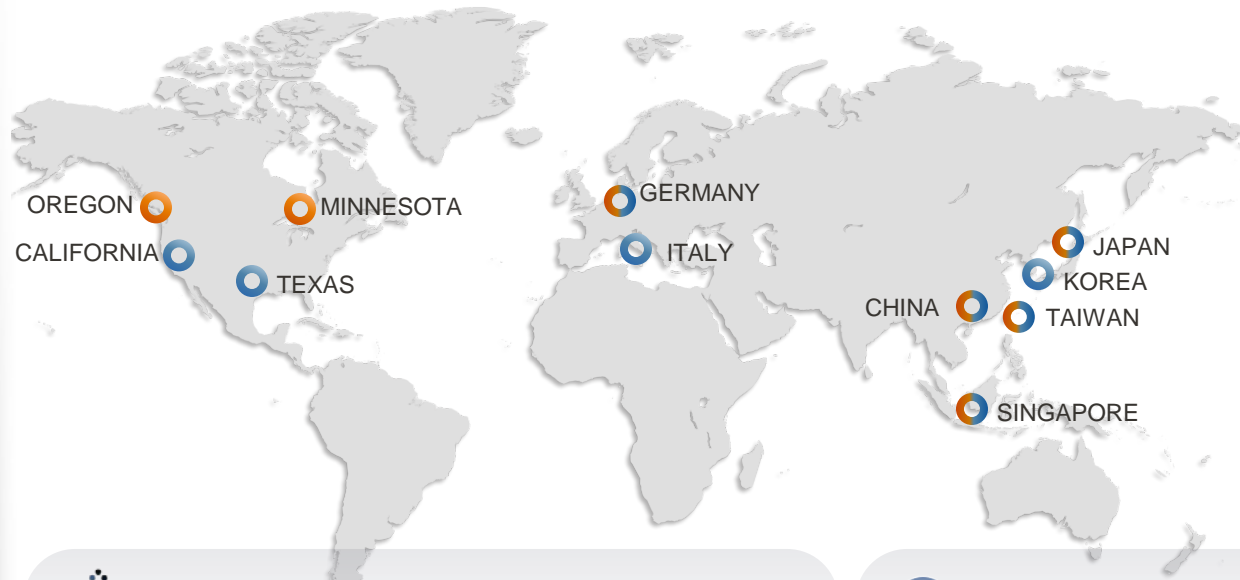 OREGON
MINNESOTA
GERMANY
CALIFORNIA
ITALY
JAPAN
TEXAS
KOREA
CHINA
TAIWAN
SINGAPORE